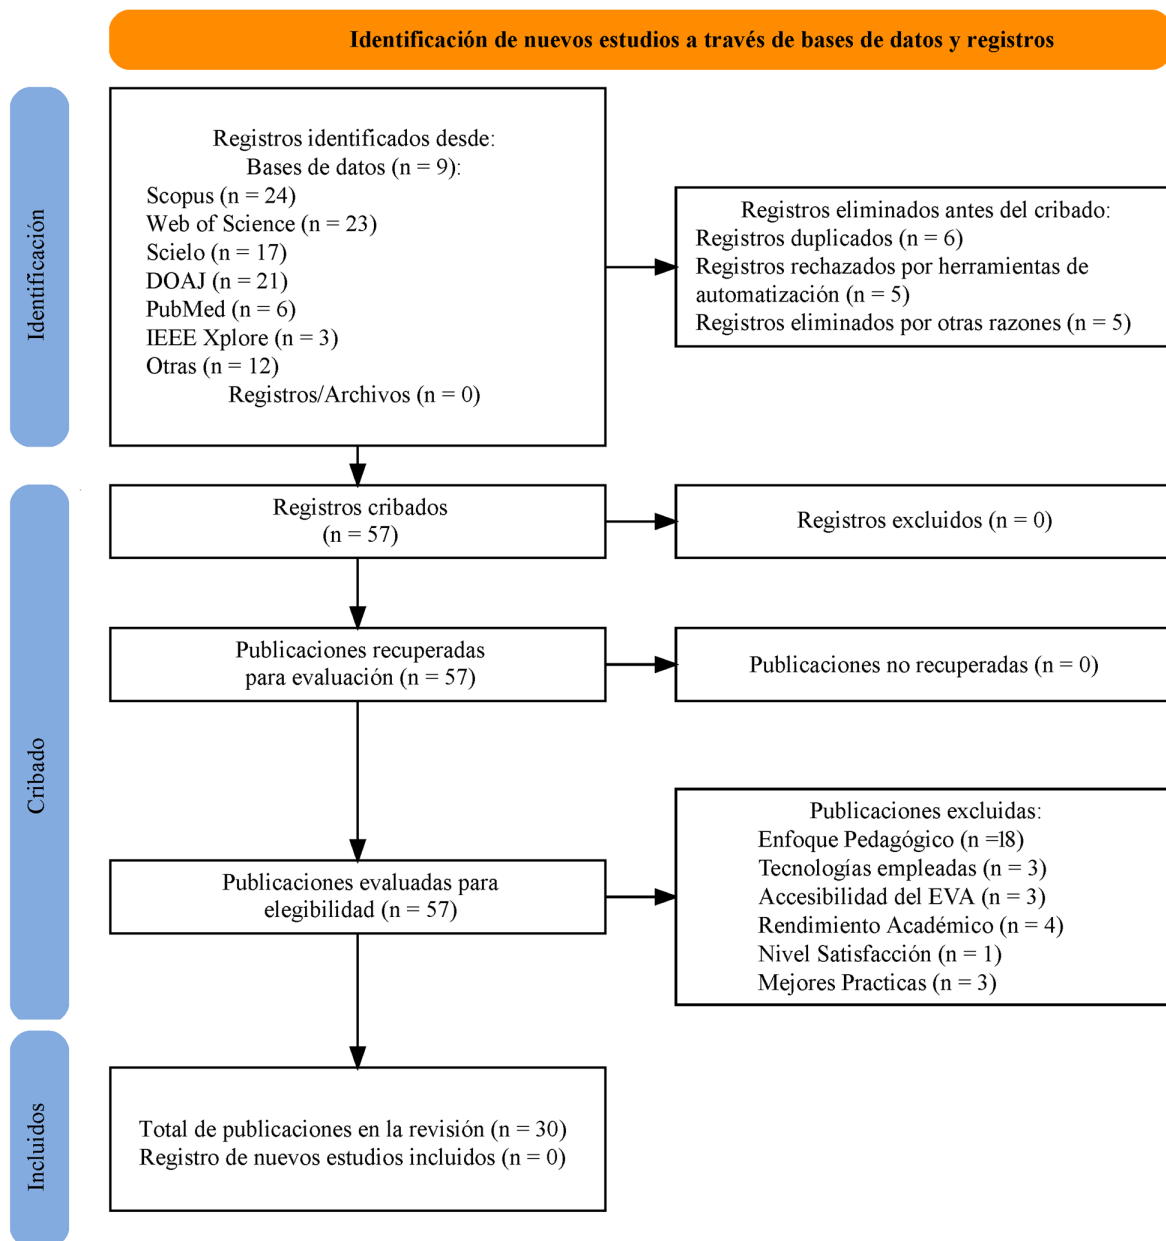 Identificación de nuevos estudios a través de bases de datos y registros
Identificación
Registros identificados desde:
Bases de datos (n = 9):
Scopus (n = 24)
Web of Science (n = 23)
Scielo (n = 17)
DOAJ (n = 21)
PubMed (n = 6)
IEEE Xplore (n = 3)
Otras (n = 12)
Registros/Archivos (n = 0)
Registros eliminados antes del cribado:
Registros duplicados (n = 6)
Registros rechazados por herramientas de
automatización (n = 5)
Registros eliminados por otras razones (n = 5)
Cribado
Registros cribados
(n = 57)
Registros excluidos (n = 0)
Publicaciones recuperadas
para evaluación (n = 57)
Publicaciones no recuperadas (n = 0)
Publicaciones evaluadas para
elegibilidad (n = 57)
Publicaciones excluidas:
Enfoque Pedagógico (n =18)
Tecnologías empleadas (n = 3)
Accesibilidad del EVA (n = 3)
Rendimiento Académico (n = 4)
Nivel Satisfacción (n = 1)
Mejores Practicas (n = 3)
Incluidos
Total de publicaciones en la revisión (n = 30)
Registro de nuevos estudios incluidos (n = 0)